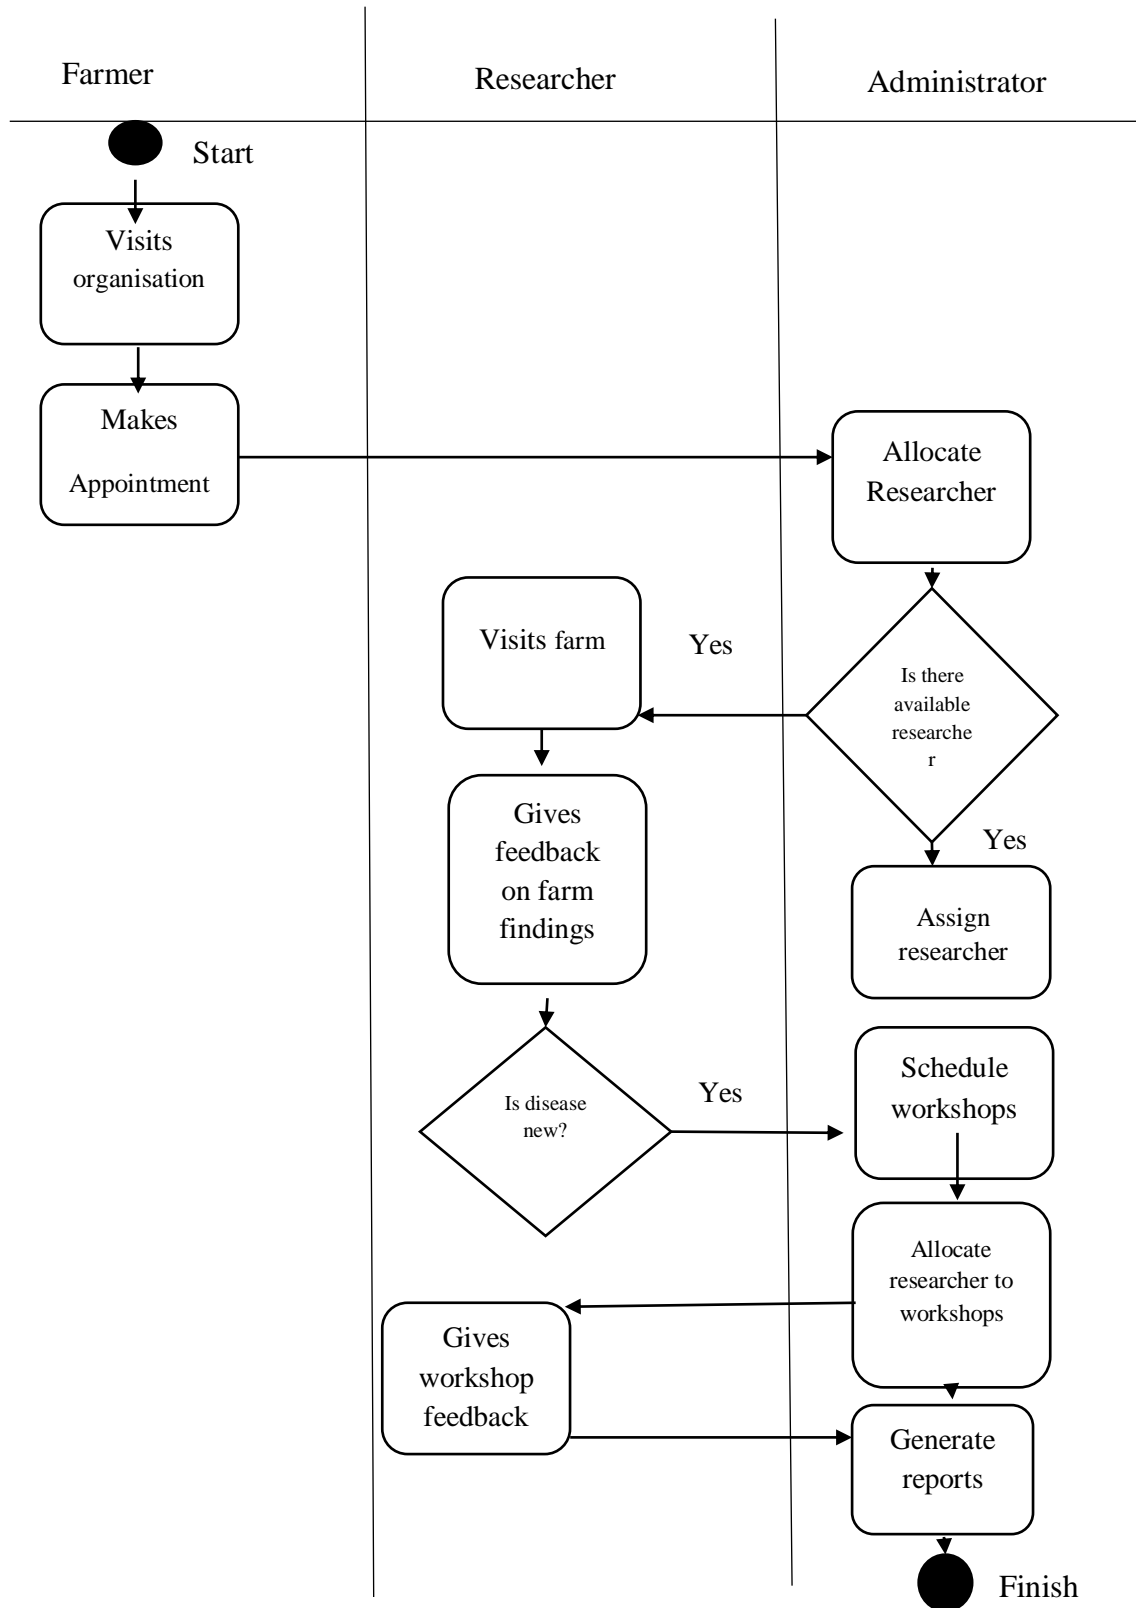 Farmer
Researcher
Administrator
Start
Visits
organisation
Makes
Appointment
Allocate
Researcher
Visits farm
Yes
Is there
available
researche
r
Gives
feedback
on farm
findings
Yes
Assign
researcher
Is disease
new?
Yes
Schedule
workshops
Allocate
researcher to
workshops
Gives
workshop
feedback
Generate
reports
Finish